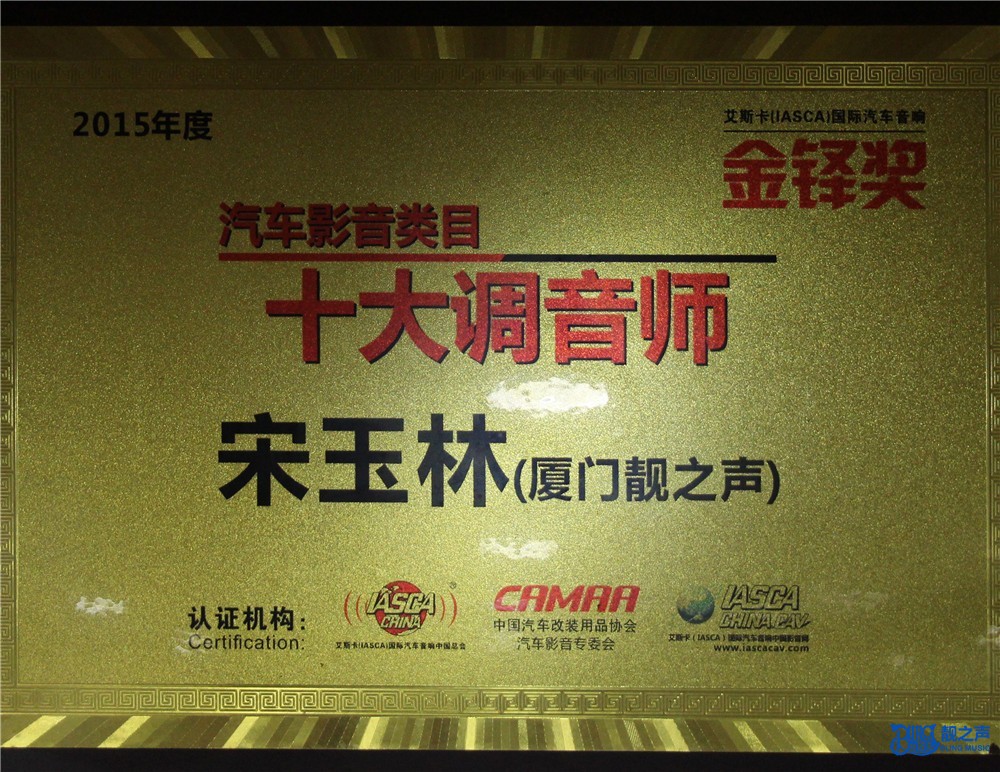 2015年度
艾斯卡(IASCA)国际汽车音响
金铎奖
汽车影音类目
十大调音师
宋玉林(厦门靓之声)
认证机构:
Certification:
IASCA
CHINA
®
艾斯卡(IASCA)国际汽车音响中国总会
CAMAA
中国汽车改装用品协会
汽车影音专委会
IASCA
CHINA.CAV
艾斯卡(IASCA)国际汽车音响中国影音网
www.iascacav.com
靓之声
SUNG MUSIC